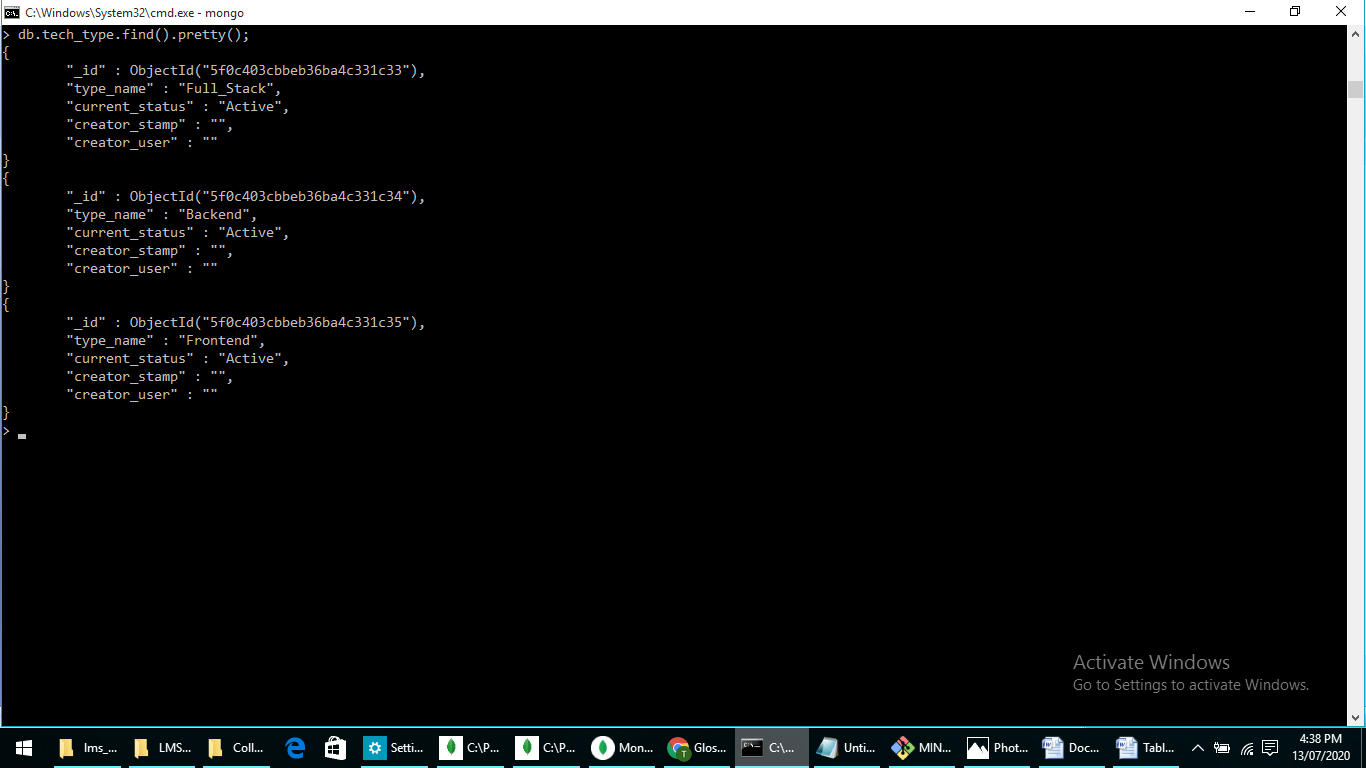 C:\Windows\System32\cmd.exe - mongo
> db.tech_type.find().pretty();
{
"_id" : ObjectId("5f0c403cbbeb36ba4c331c33"),
"type_name" : "Full_Stack",
"current_status" : "Active",
"creator_stamp" : "",
"creator_user" : ""
}
{
"_id" : ObjectId("5f0c403cbbeb36ba4c331c34"),
"type_name" : "Backend",
"current_status" : "Active",
"creator_stamp" : "",
"creator_user" : ""
}
{
"_id" : ObjectId("5f0c403cbbeb36ba4c331c35"),
"type_name" : "Frontend",
"current_status" : "Active",
"creator_stamp" : "",
"creator_user" : ""
}
>
Activate Windows
Go to Settings to activate Windows.
lms_... LMS... Coll... Setti... C:\P... C:\P... Mon... Glos... C:\... Unti... MIN... Phot... Doc... Tabl...
4:38 PM
13/07/2020